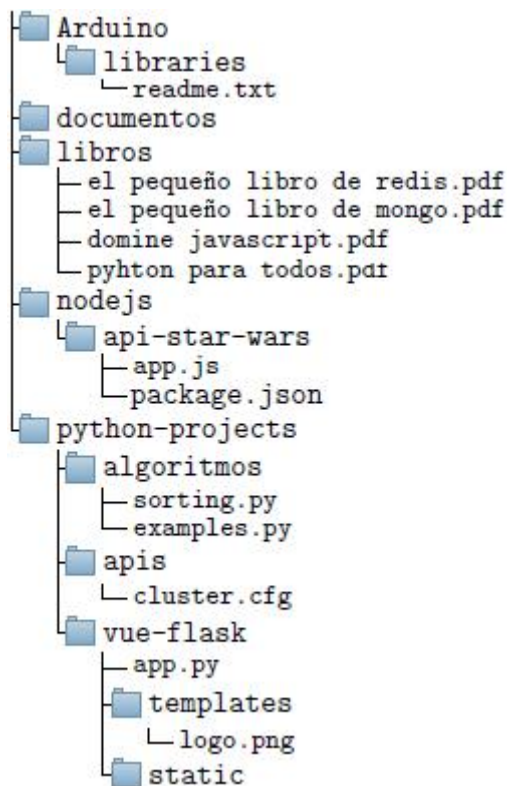 Arduino
libraries
readme.txt
documentos
libros
el pequeño libro de redis.pdf
el pequeño libro de mongo.pdf
domine javascript.pdf
pyhton para todos.pdf
nodejs
api-star-wars
app.js
package.json
python-projects
algoritmos
sorting.py
examples.py
apis
cluster.cfg
vue-flask
app.py
templates
logo.png
static